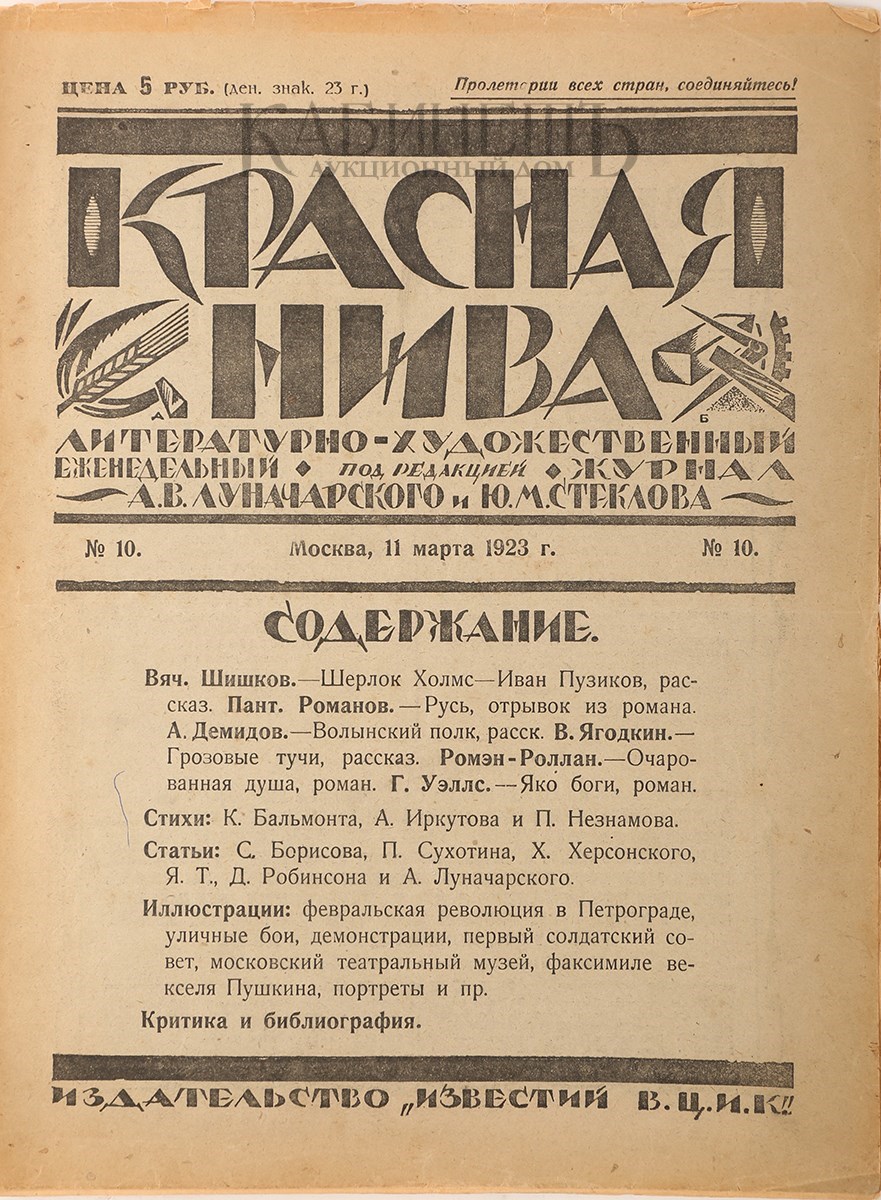 ЦЕНА 5 РУБ. (ден. знак. 23 г.) Пролетарии всех стран, соединяйтесь!
КАБИНЕТЪ
АУКЦИОННЫЙ ДОМ
КРАСНАЯ
НИВА
А Б
ЛИТЕРАТУРНО-ХУДОЖЕСТВЕННЫЙ
ЕЖЕНЕДЕЛЬНЫЙ ◆ ПОД РЕДАКЦИЕЙ ◆ ЖУРНАЛ
А.В.ЛУНАЧАРСКОГО и Ю.М.СТЕКЛОВА
№ 10. Москва, 11 марта 1923 г. № 10.
СОДЕРЖАНИЕ.
Вяч. Шишков.—Шерлок Холмс—Иван Пузиков, рас-
сказ. Пант. Романов.—Русь, отрывок из романа.
А. Демидов.—Волынский полк, расск. В. Ягодкин.—
Грозовые тучи, рассказ. Ромэн-Роллан.—Очаро-
ванная душа, роман. Г. Уэллс.—Яко боги, роман.
Стихи: К. Бальмонта, А. Иркутова и П. Незнамова.
Статьи: С. Борисова, П. Сухотина, Х. Херсонского,
Я. Т., Д. Робинсона и А. Луначарского.
Иллюстрации: февральская революция в Петрограде,
уличные бои, демонстрации, первый солдатский со-
вет, московский театральный музей, факсимиле ве-
кселя Пушкина, портреты и пр.
Критика и библиография.
ИЗДАТЕЛЬСТВО „ИЗВЕСТИЙ В.Ц.И.К."